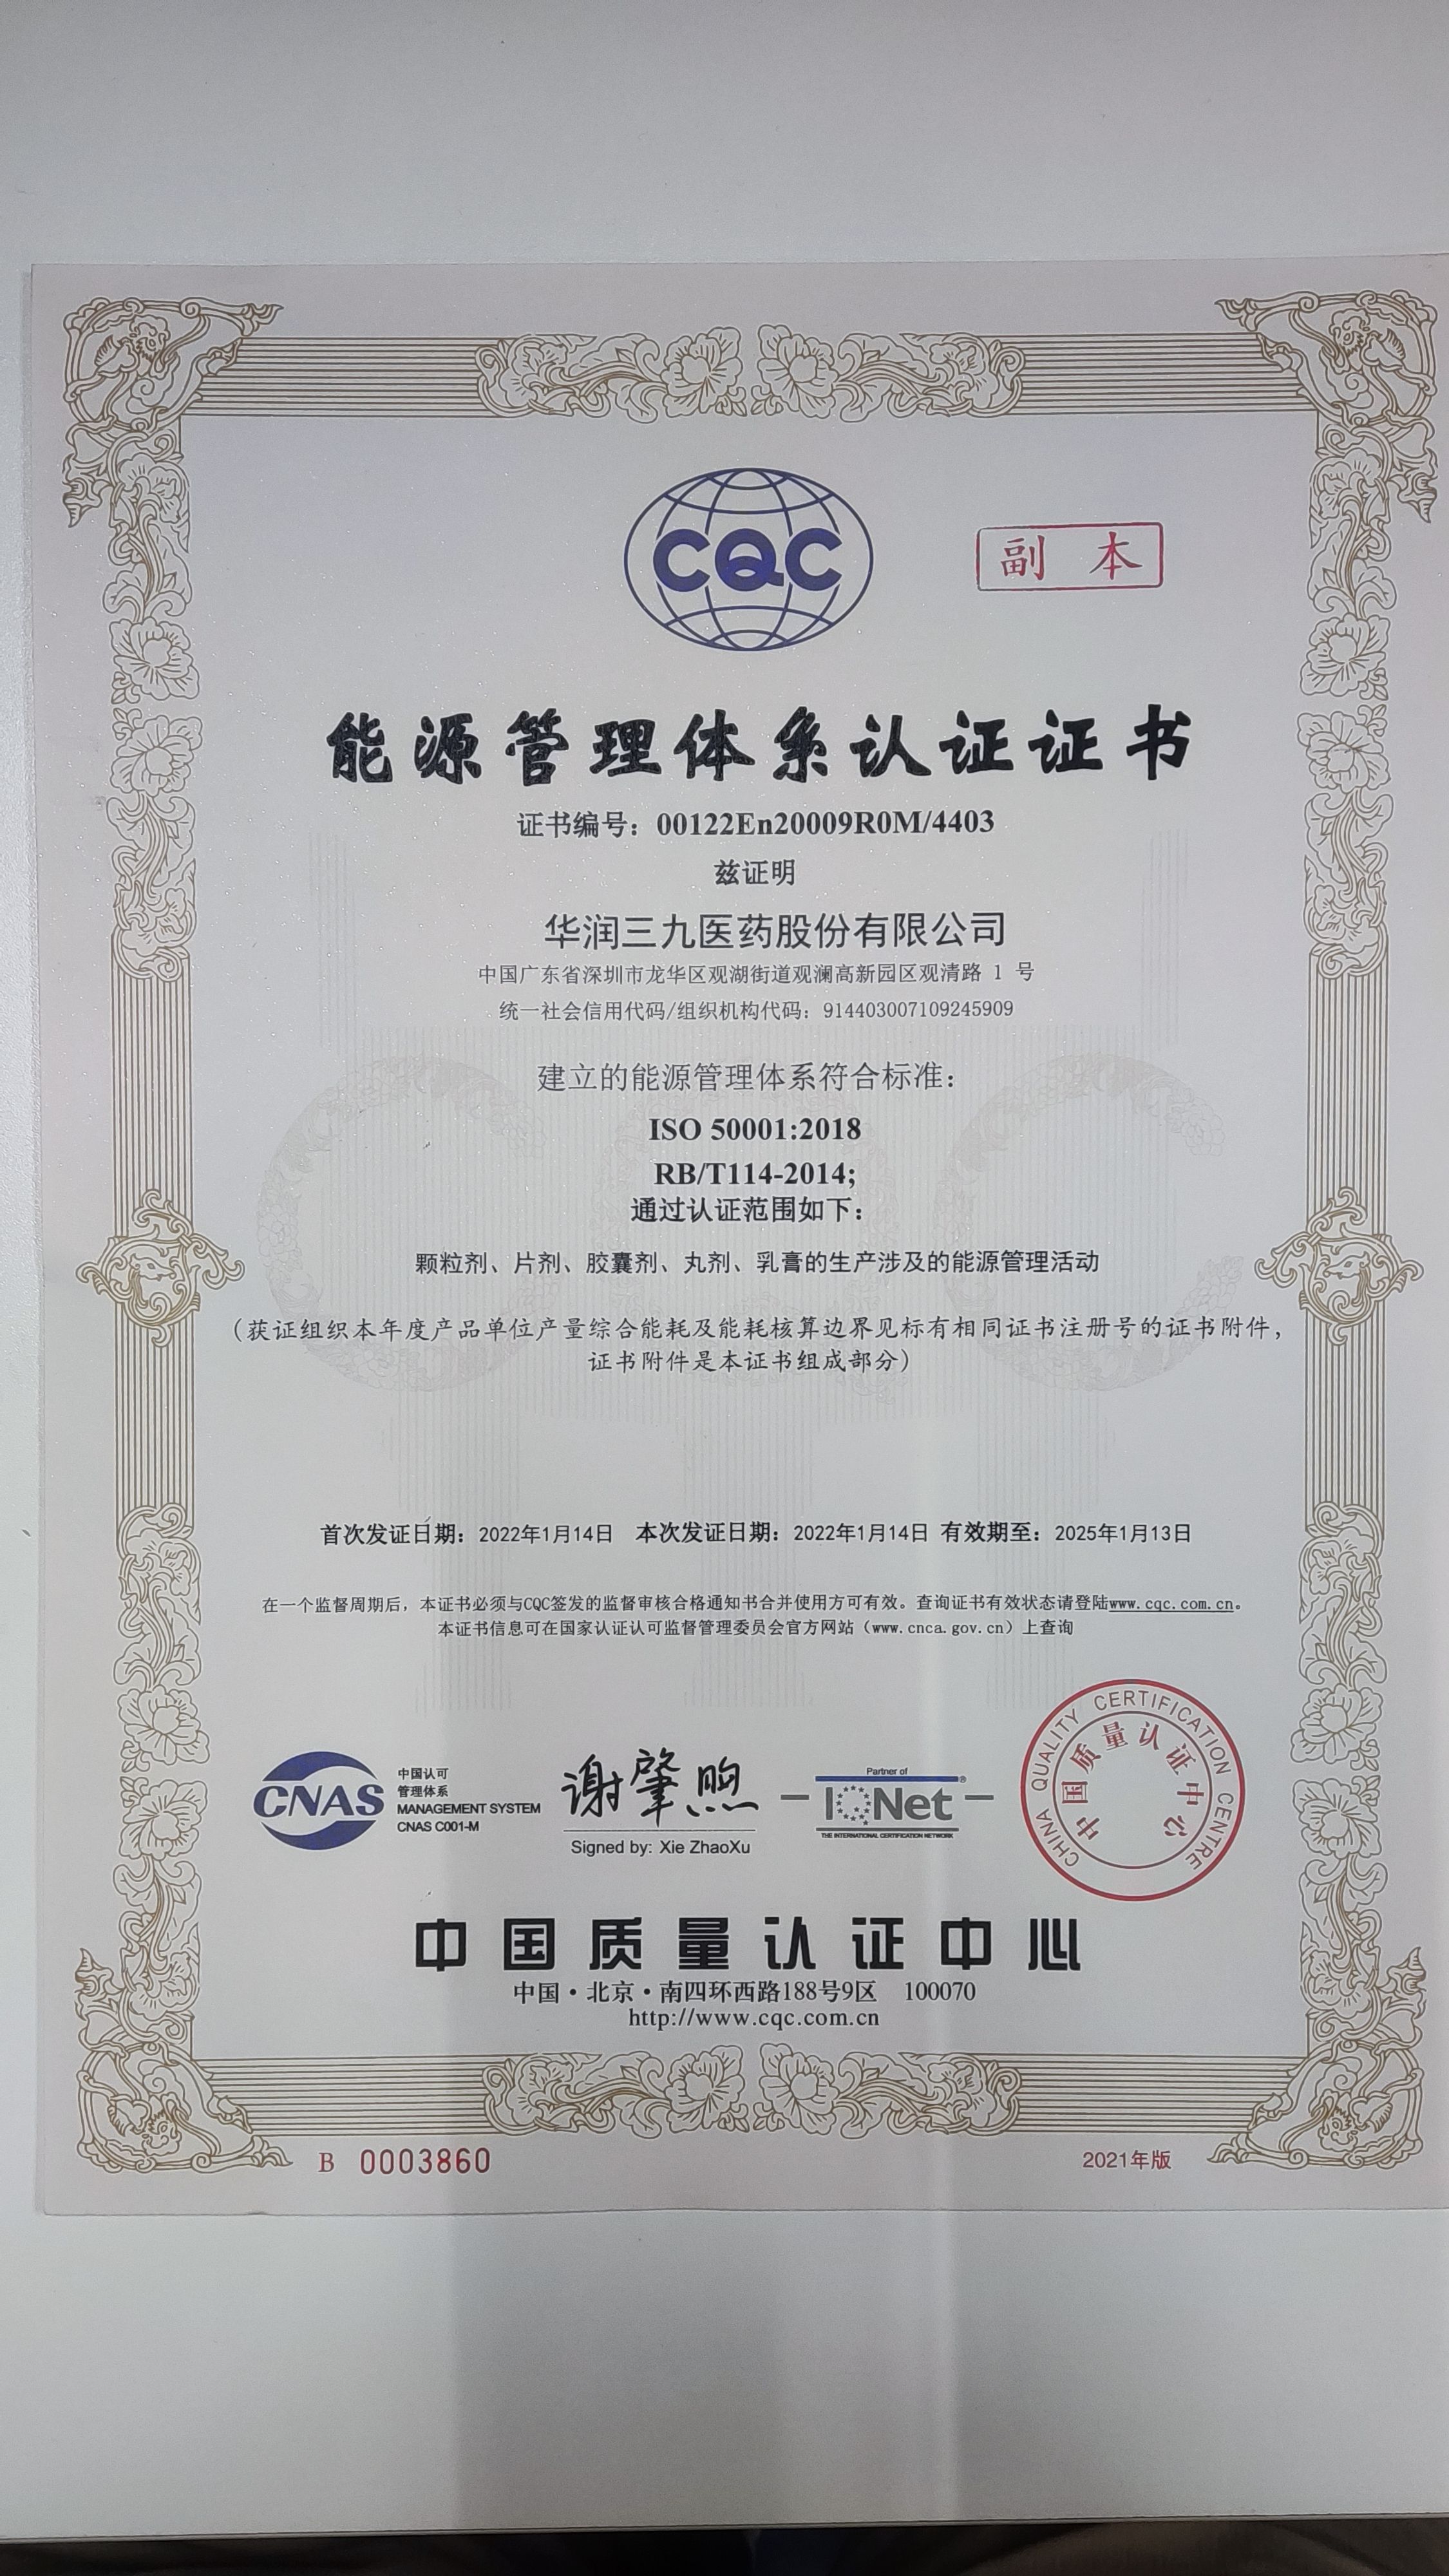 CQC
副 本
能源管理体系认证证书
证书编号：00122En20009R0M/4403
兹证明
华润三九医药股份有限公司
中国广东省深圳市龙华区观湖街道观澜高新园区观清路 1 号
统一社会信用代码/组织机构代码：914403007109245909
建立的能源管理体系符合标准：
ISO 50001:2018
RB/T114-2014;
通过认证范围如下：
颗粒剂、片剂、胶囊剂、丸剂、乳膏的生产涉及的能源管理活动
（获证组织本年度产品单位产量综合能耗及能耗核算边界见标有相同证书注册号的证书附件，
证书附件是本证书组成部分）
首次发证日期：2022年1月14日 本次发证日期：2022年1月14日 有效期至：2025年1月13日
在一个监督周期后，本证书必须与CQC签发的监督审核合格通知书合并使用方可有效。查询证书有效状态请登陆www.cqc.com.cn。
本证书信息可在国家认证认可监督管理委员会官方网站（www.cnca.gov.cn）上查询
CNAS
中国认可
管理体系
MANAGEMENT SYSTEM
CNAS C001-M
谢肇煦
Signed by: Xie ZhaoXu
Partner of
IQNet®
THE INTERNATIONAL CERTIFICATION NETWORK
CHINA QUALITY CERTIFICATION CENTRE
中国质量认证中心
中国质量认证中心
中国·北京·南四环西路188号9区 100070
http://www.cqc.com.cn
B 0003860
2021年版